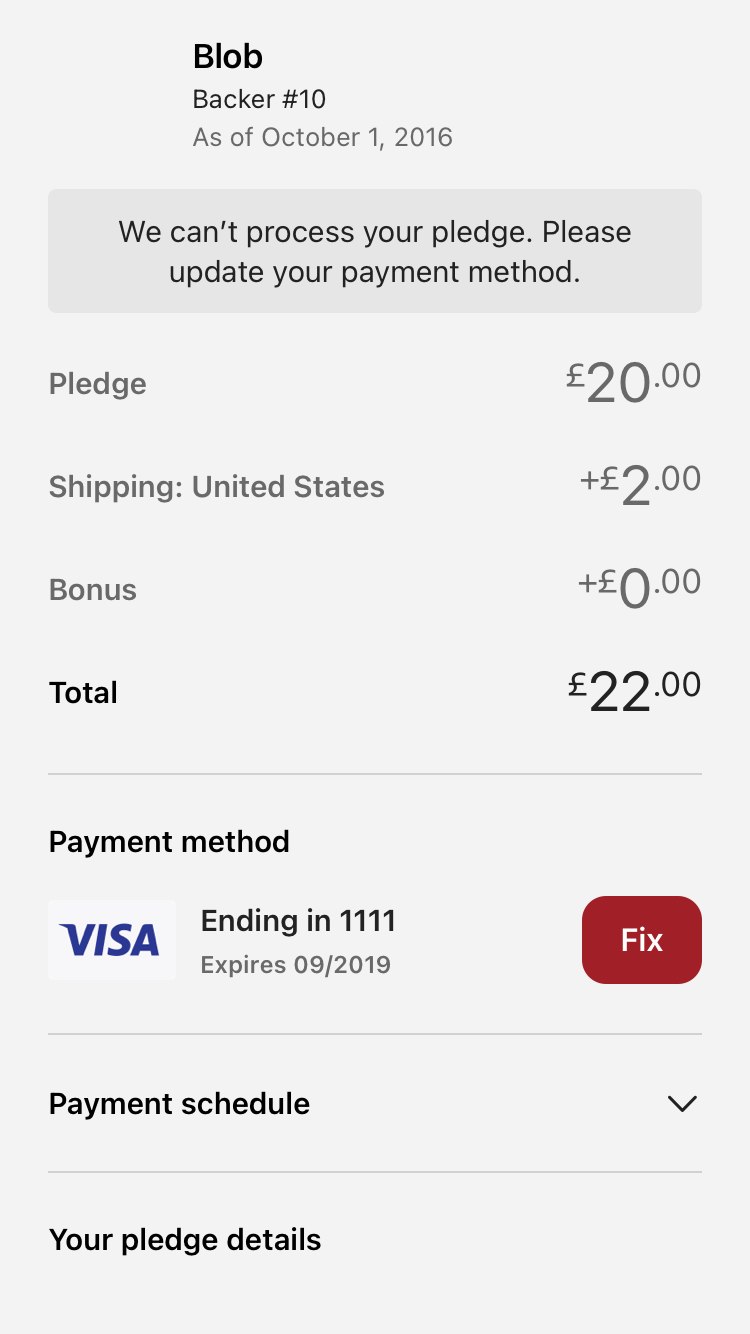 Blob
Backer #10
As of October 1, 2016
We can’t process your pledge. Please
update your payment method.
Pledge £20.00
Shipping: United States +£2.00
Bonus +£0.00
Total £22.00
Payment method
VISA
Ending in 1111
Expires 09/2019
Fix
Payment schedule
Your pledge details